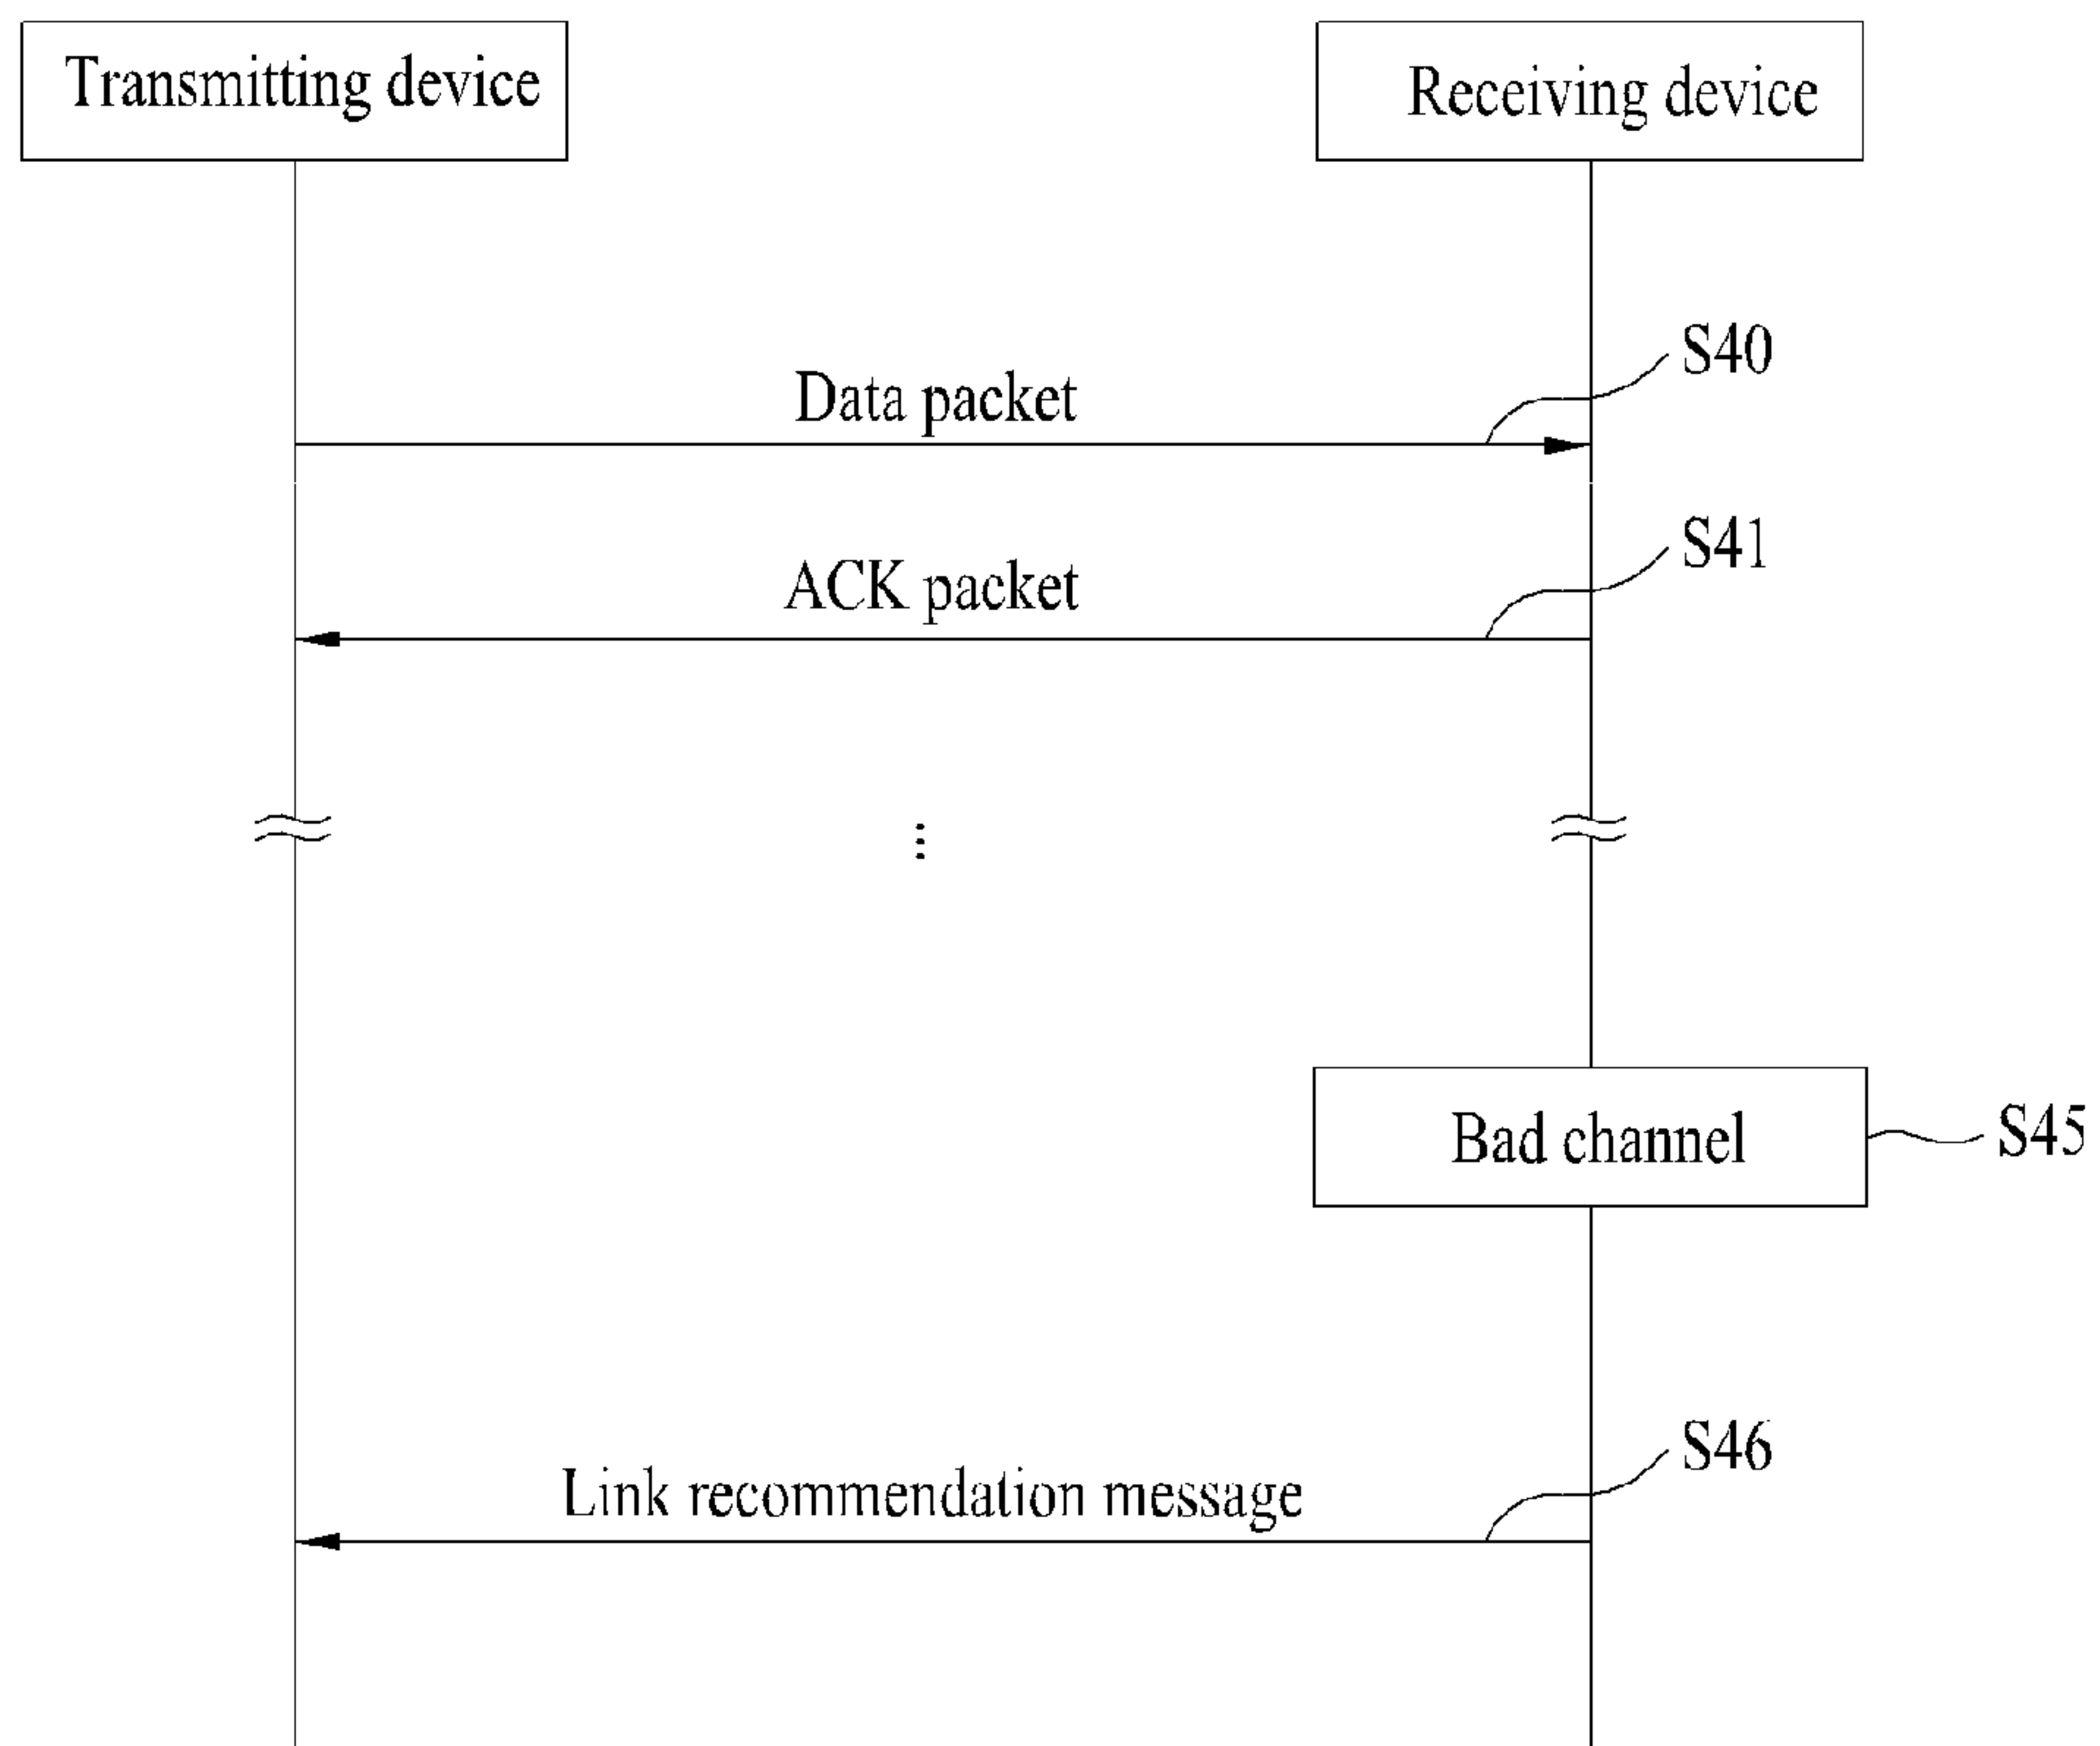 Transmitting device
Receiving device
S40
Data packet
S41
ACK packet
Bad channel
S45
S46
Link recommendation message